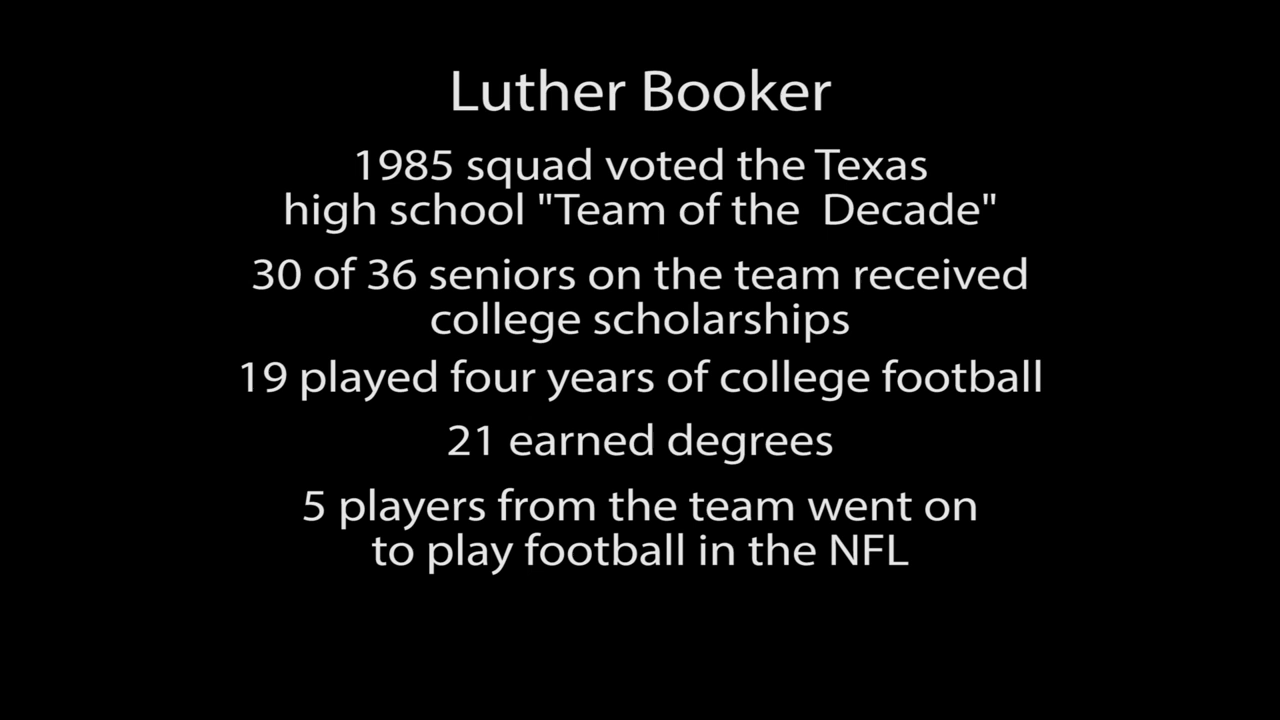 Luther Booker
1985 squad voted the Texas
high school "Team of the  Decade"
30 of 36 seniors on the team received
college scholarships
19 played four years of college football
21 earned degrees
5 players from the team went on
to play football in the NFL